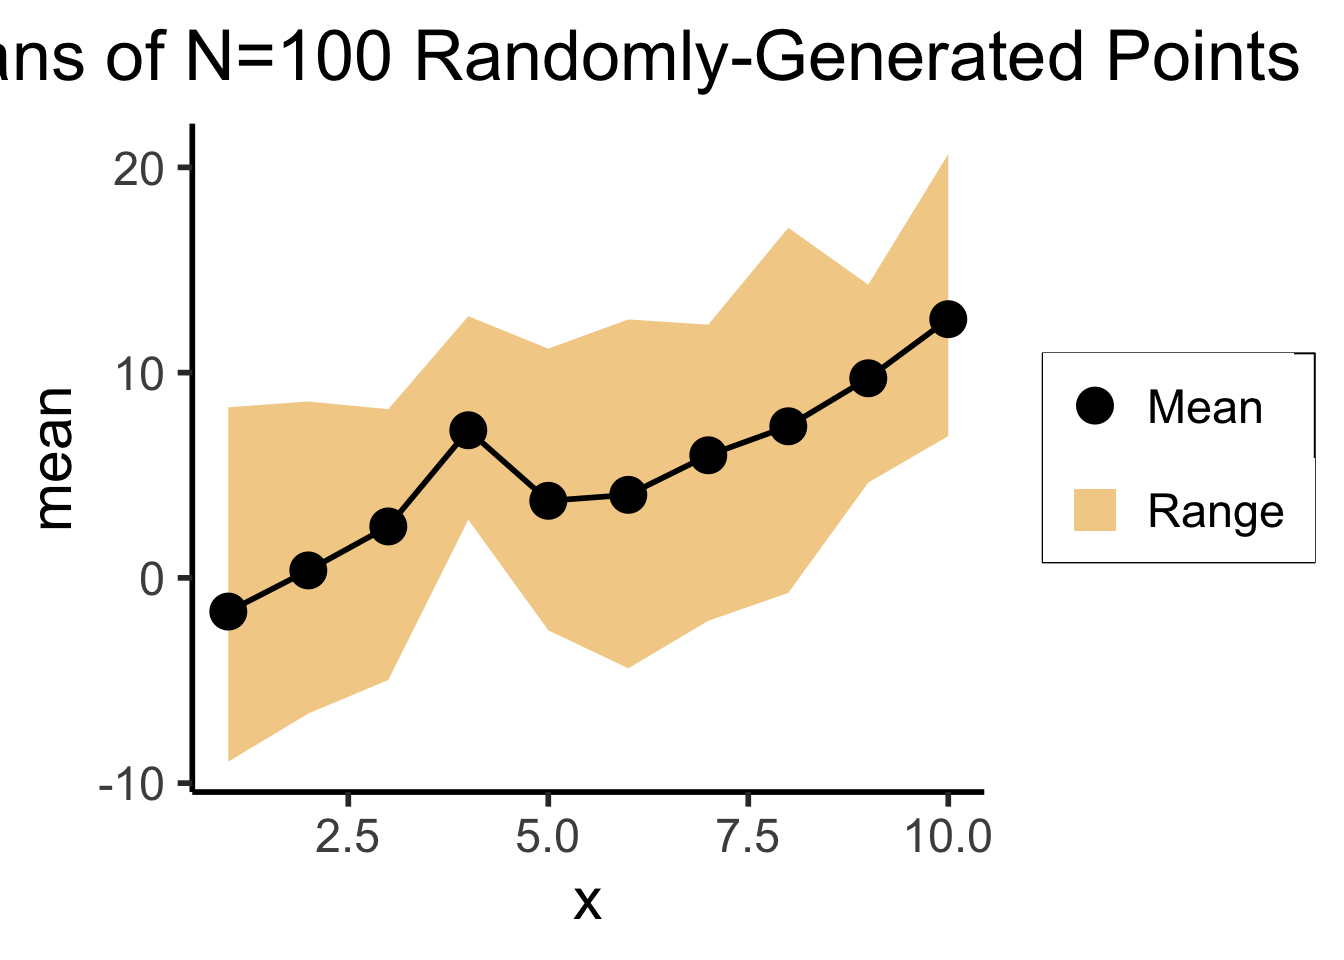 ans of N=100 Randomly-Generated Points
20
10
0
-10
mean
2.5 5.0 7.5 10.0
x
Mean
Range